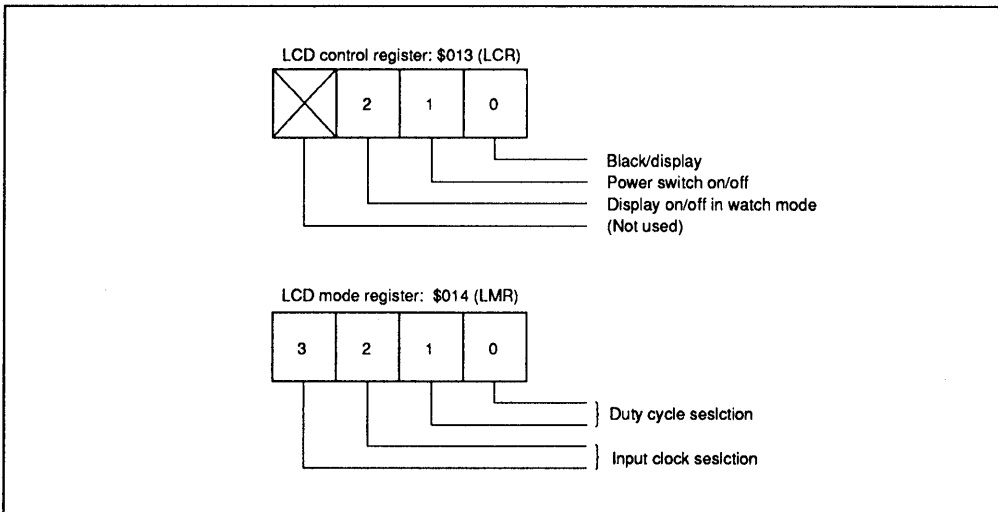 LCD control register: $013 (LCR)
2 1 0
Black/display
Power switch on/off
Display on/off in watch mode
(Not used)
LCD mode register: $014 (LMR)
3 2 1 0
Duty cycle seslction
Input clock seslction